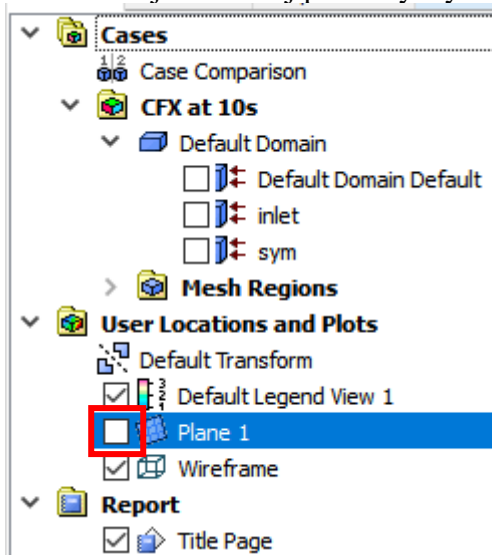 Cases
Case Comparison
CFX at 10s
Default Domain
Default Domain Default
inlet
sym
Mesh Regions
User Locations and Plots
Default Transform
Default Legend View 1
Plane 1
Wireframe
Report
Title Page